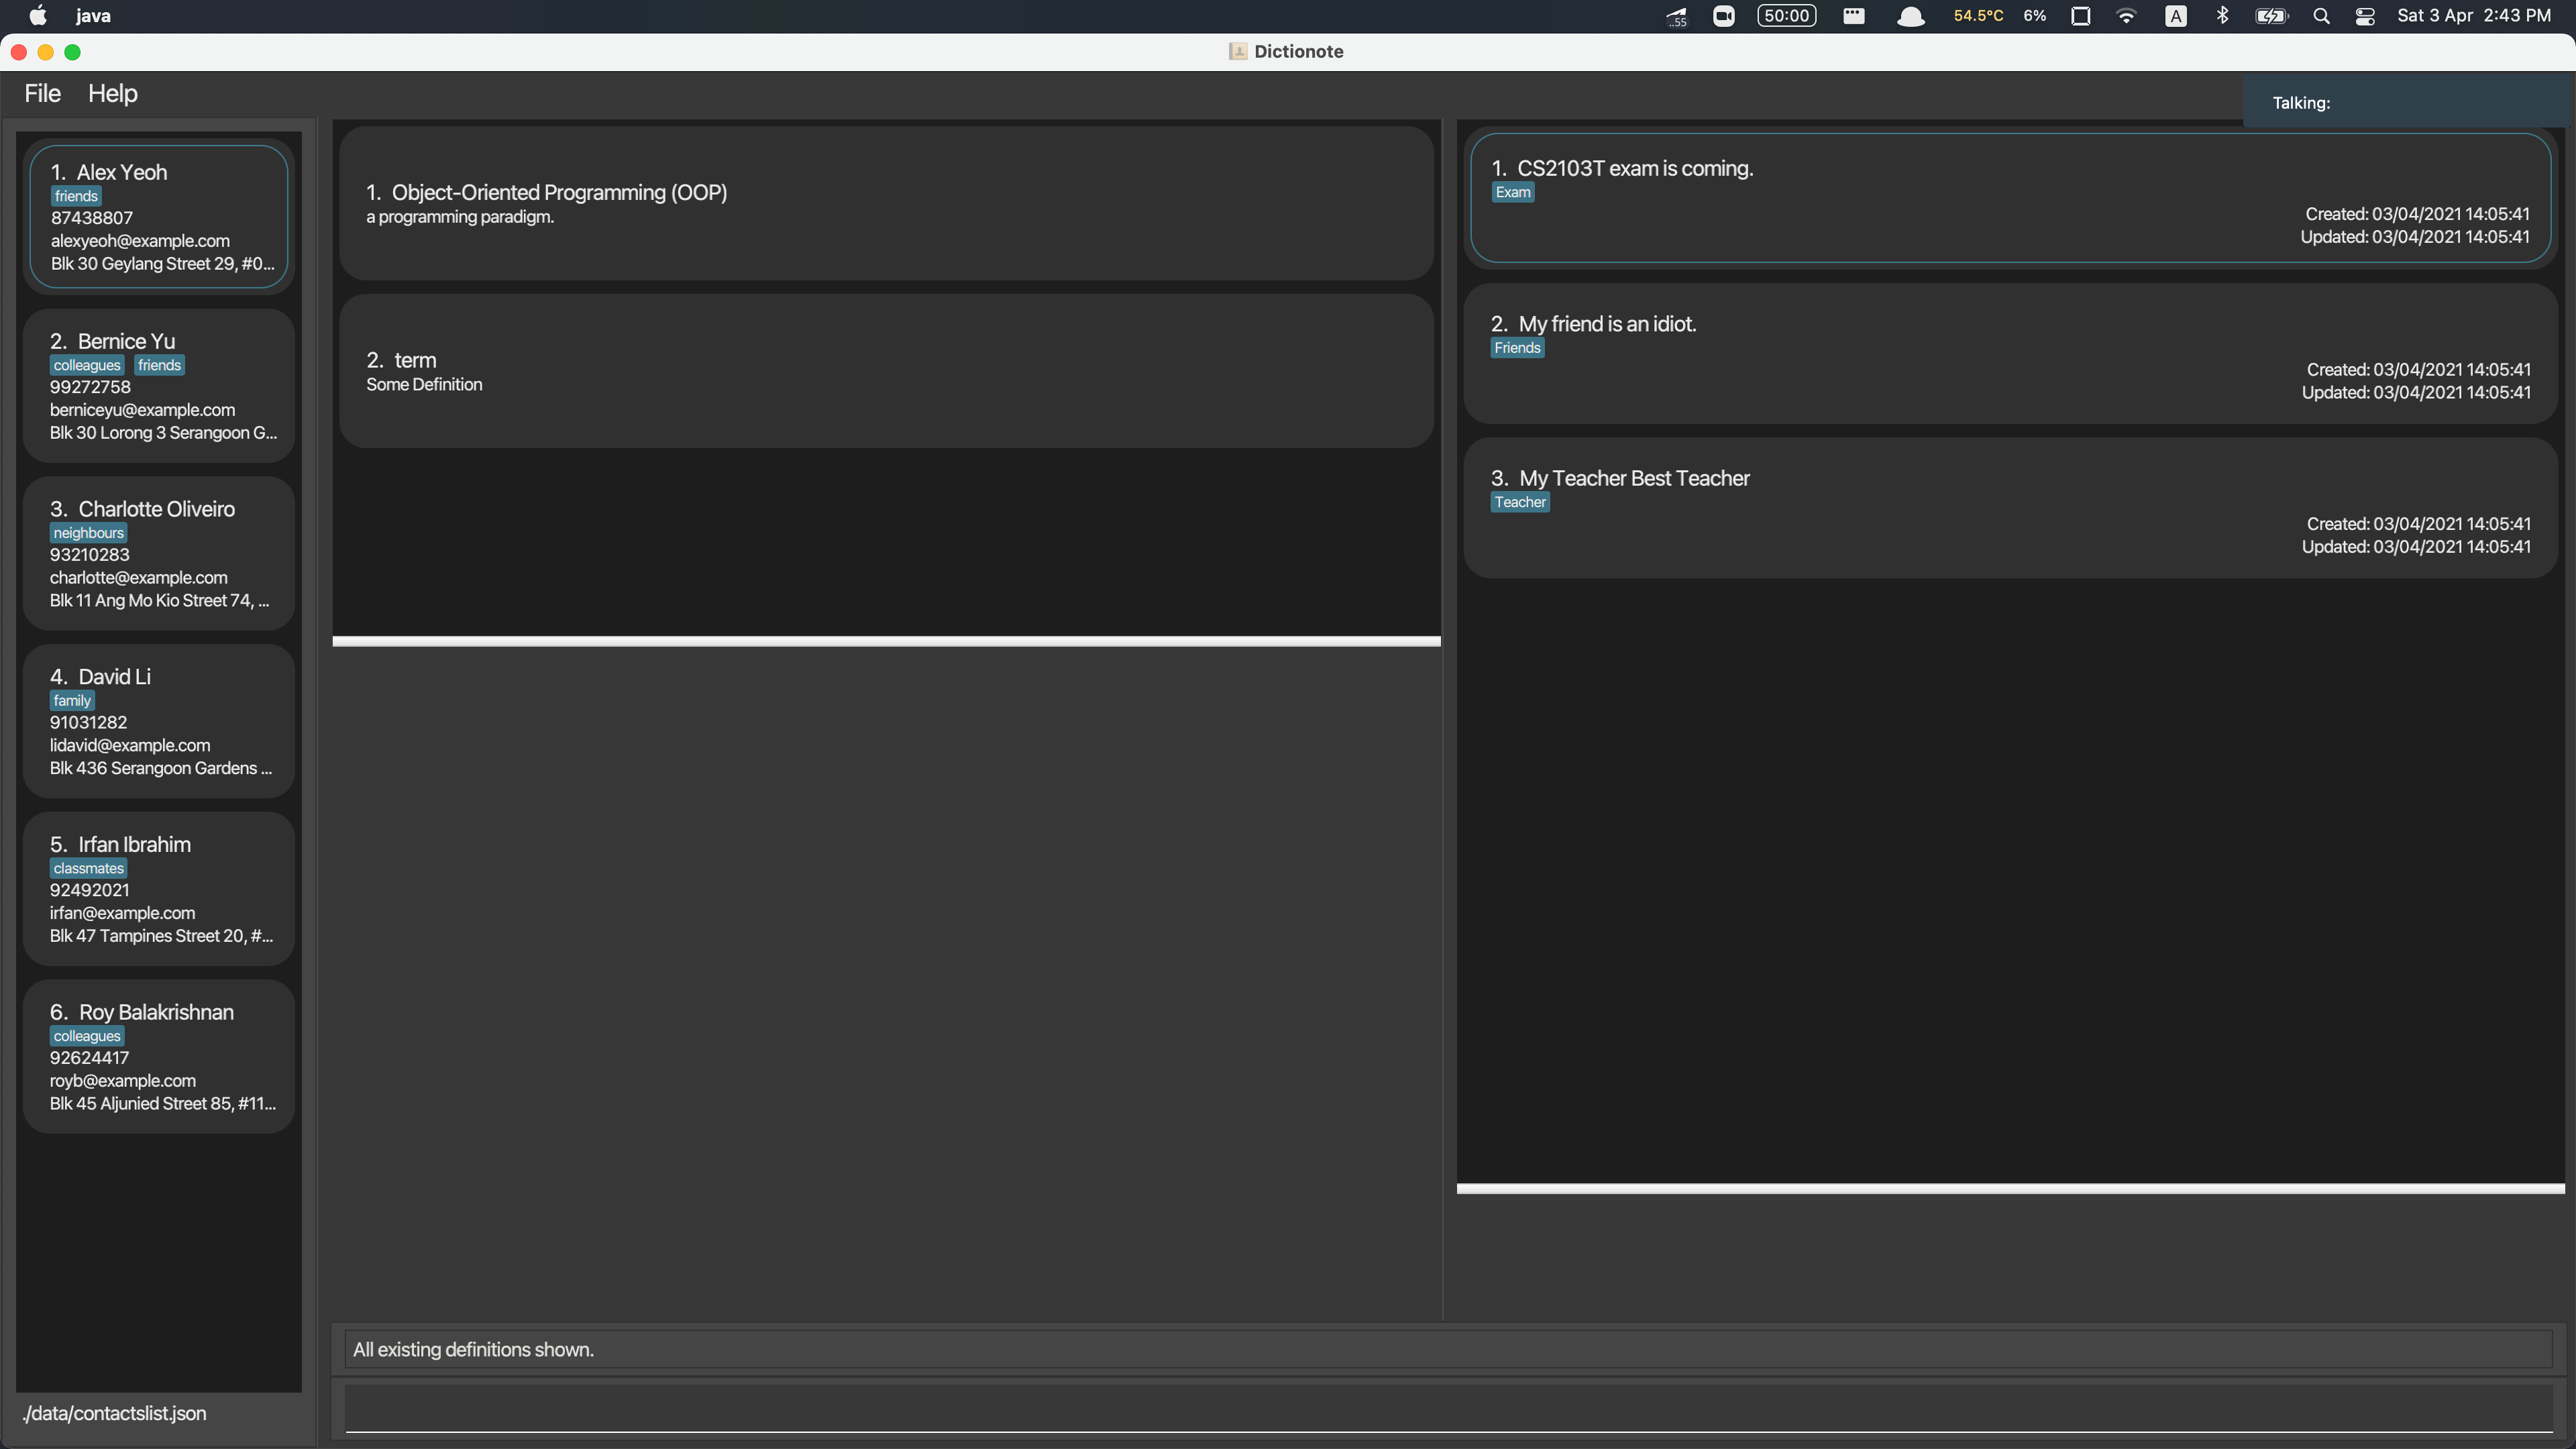 java
..55
50:00
54.5°C
6%
A
Sat 3 Apr 2:43 PM
Dictionote
File Help
Talking:
1. Alex Yeoh
friends
87438807
alexyeoh@example.com
Blk 30 Geylang Street 29, #0...
2. Bernice Yu
colleagues friends
99272758
berniceyu@example.com
Blk 30 Lorong 3 Serangoon G...
3. Charlotte Oliveiro
neighbours
93210283
charlotte@example.com
Blk 11 Ang Mo Kio Street 74, ...
4. David Li
family
91031282
lidavid@example.com
Blk 436 Serangoon Gardens ...
5. Irfan Ibrahim
classmates
92492021
irfan@example.com
Blk 47 Tampines Street 20, #...
6. Roy Balakrishnan
colleagues
92624417
royb@example.com
Blk 45 Aljunied Street 85, #11...
./data/contactslist.json
1. Object-Oriented Programming (OOP)
a programming paradigm.
2. term
Some Definition
1. CS2103T exam is coming.
Exam
Created: 03/04/2021 14:05:41
Updated: 03/04/2021 14:05:41
2. My friend is an idiot.
Friends
Created: 03/04/2021 14:05:41
Updated: 03/04/2021 14:05:41
3. My Teacher Best Teacher
Teacher
Created: 03/04/2021 14:05:41
Updated: 03/04/2021 14:05:41
All existing definitions shown.